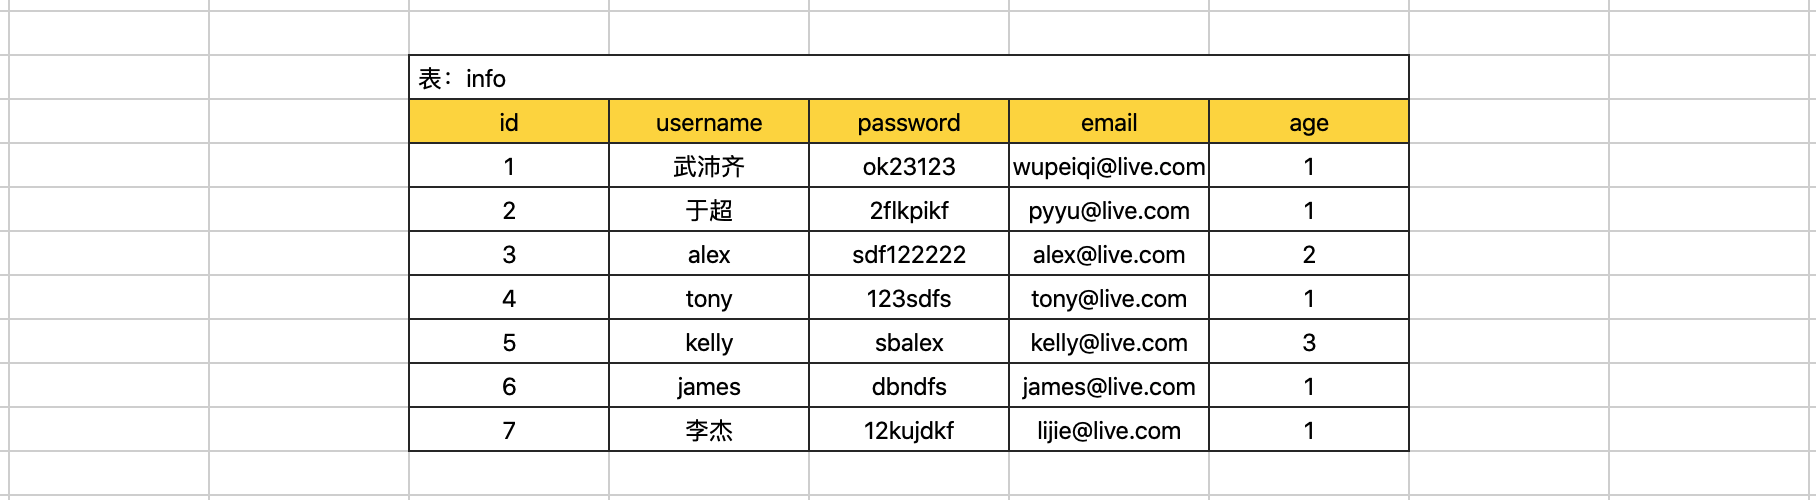 表：info
id username password email age
1 武沛齐 ok23123 wupeiqi@live.com 1
2 于超 2flkpikf pyyu@live.com 1
3 alex sdf122222 alex@live.com 2
4 tony 123sdfs tony@live.com 1
5 kelly sbalex kelly@live.com 3
6 james dbndfs james@live.com 1
7 李杰 12kujdkf lijie@live.com 1